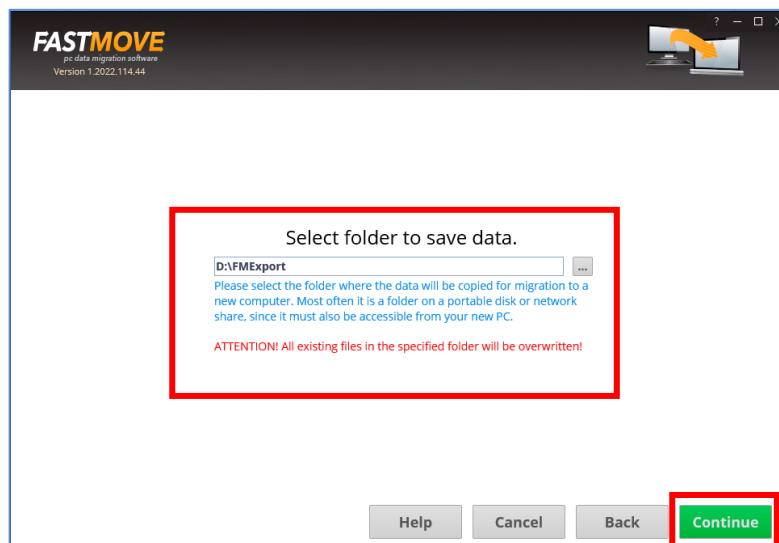 FASTMOVE
pc data migration software
Version 1.2022.114.44
?
Select folder to save data.
D:\FMExport
...
Please select the folder where the data will be copied for migration to a
new computer. Most often it is a folder on a portable disk or network
share, since it must also be accessible from your new PC.
ATTENTION! All existing files in the specified folder will be overwritten!
Help Cancel Back Continue